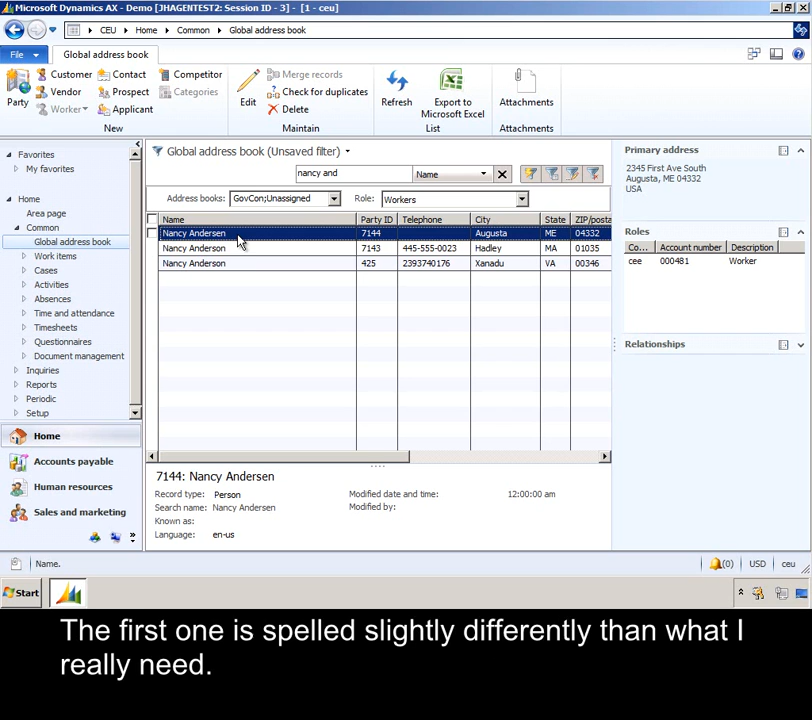 Microsoft Dynamics AX - Demo [JHAGENTEST2: Session ID - 3] - [1 - ceu]
CEU Home Common Global address book
File Global address book
Party
Customer Contact Competitor
Vendor Prospect Categories
Worker Applicant
New
Edit
Merge records
Check for duplicates
Delete
Maintain
Refresh
Export to
Microsoft Excel
List
Attachments
Attachments
Favorites
My favorites
Home
Area page
Common
Global address book
Work items
Cases
Activities
Absences
Time and attendance
Timesheets
Questionnaires
Document management
Inquiries
Reports
Periodic
Setup
Home
Accounts payable
Human resources
Sales and marketing
Global address book (Unsaved filter)
nancy and Name
Address books: GovCon;Unassigned Role: Workers
Name Party ID Telephone City State ZIP/posta
Nancy Andersen 7144 Augusta ME 04332
Nancy Anderson 7143 445-555-0023 Hadley MA 01035
Nancy Anderson 425 2393740176 Xanadu VA 00346
7144: Nancy Andersen
Record type: Person Modified date and time: 12:00:00 am
Search name: Nancy Andersen Modified by:
Known as:
Language: en-us
Primary address
2345 First Ave South
Augusta, ME 04332
USA
Roles
Co... Account number Description
cee 000481 Worker
Relationships
Name. (0) USD ceu
Start
The first one is spelled slightly differently than what I
really need.